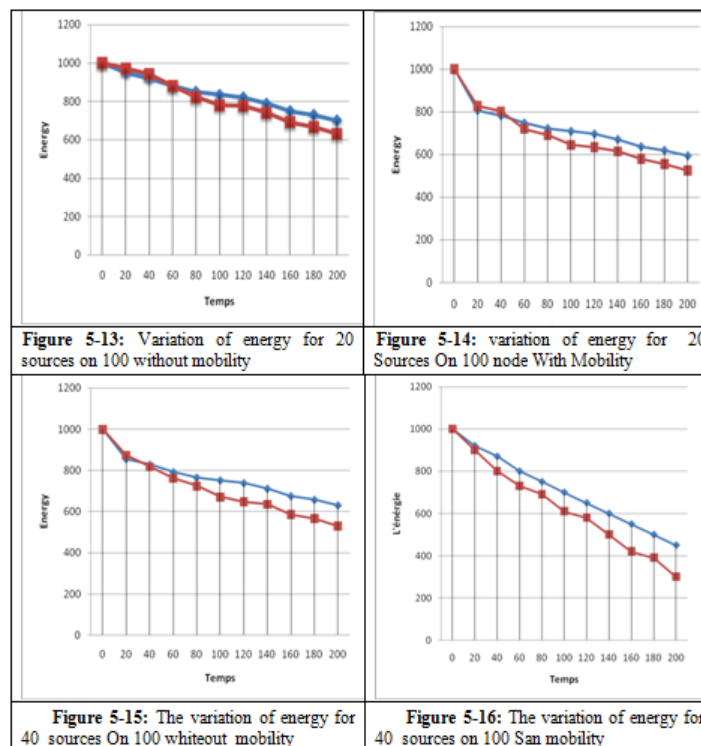 1200
1000
800
600
400
200
0
Energy
0 20 40 60 80 100 120 140 160 180 200
Temps
1200
1000
800
600
400
200
0
Energy
0 20 40 60 80 100 120 140 160 180 200
Temps
Figure 5-13: Variation of energy for 20
sources on 100 without mobility
Figure 5-14: variation of energy for 20
Sources On 100 node With Mobility
1200
1000
800
600
400
200
0
Energy
0 20 40 60 80 100 120 140 160 180 200
Temps
1200
1000
800
600
400
200
0
L'énérgie
0 20 40 60 80 100 120 140 160 180 200
Temps
Figure 5-15: The variation of energy for
40 sources On 100 whiteout mobility
Figure 5-16: The variation of energy for
40 sources on 100 San mobility